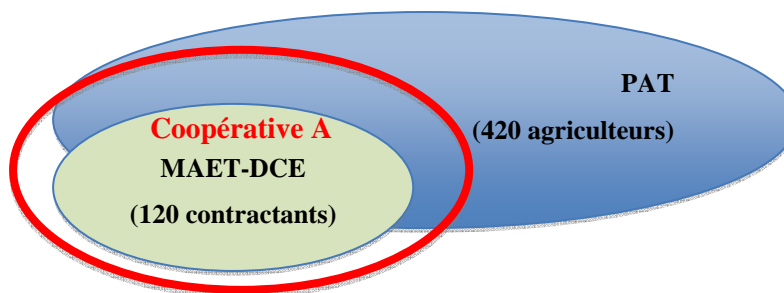 PAT
(420 agriculteurs)
Coopérative A
MAET-DCE
(120 contractants)